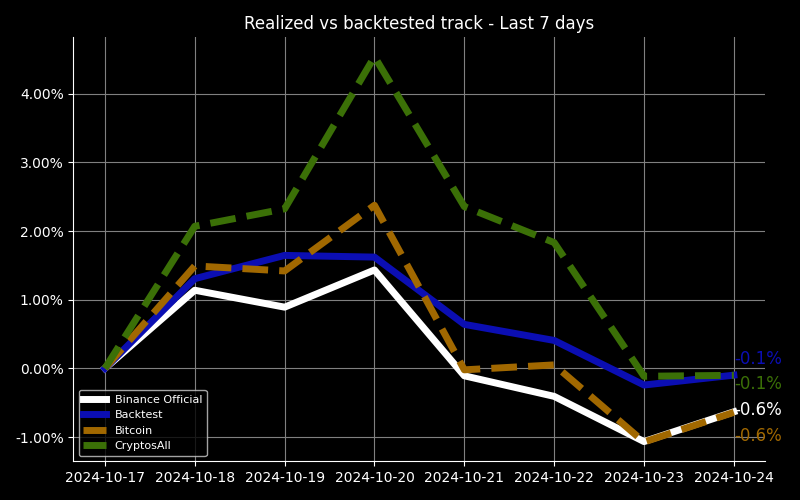 Realized vs backtested track - Last 7 days
4.00%
3.00%
2.00%
1.00%
0.00%
-1.00%
-0.1%
-0.1%
-0.6%
-0.6%
Binance Official
Backtest
Bitcoin
CryptosAll
2024-10-17 2024-10-18 2024-10-19 2024-10-20 2024-10-21 2024-10-22 2024-10-23 2024-10-24